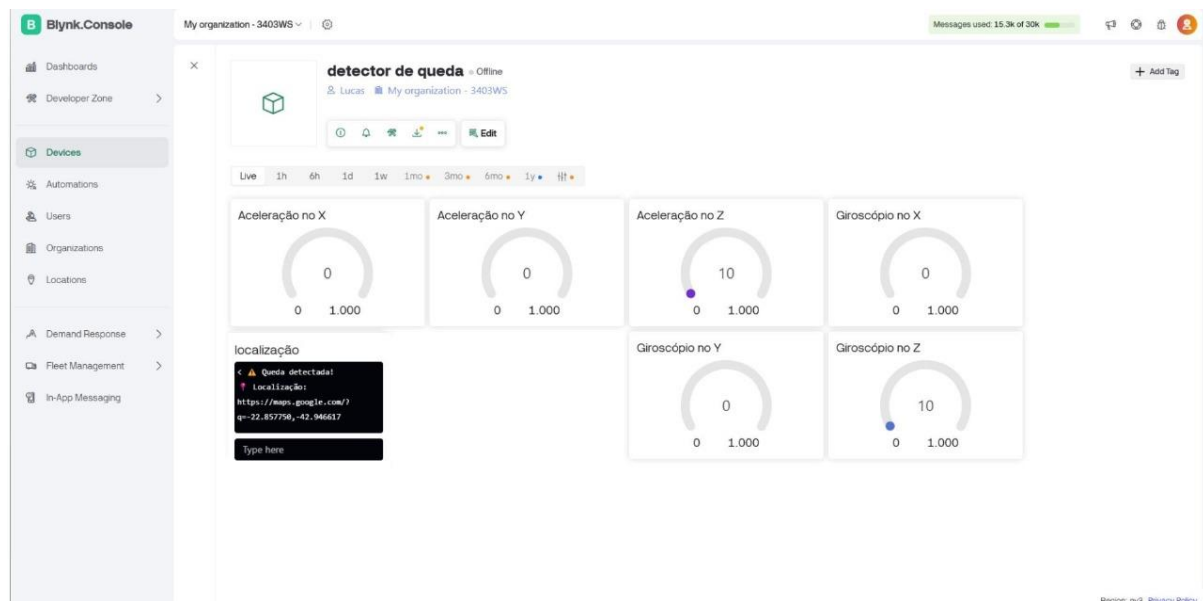 B Blynk.Console
My organization - 3403WS
Messages used: 15.3k of 30k
Dashboards
Developer Zone
Devices
Automations
Users
Organizations
Locations
Demand Response
Fleet Management
In-App Messaging
detector de queda Offline
Lucas My organization - 3403WS
Edit
Add Tag
Live 1h 6h 1d 1w 1mo 3mo 6mo 1y
Aceleração no X
0
0 1.000
Aceleração no Y
0
0 1.000
Aceleração no Z
10
0 1.000
Giroscópio no X
0
0 1.000
localização
< ⚠ Queda detectada!
📍 Localização:
https://maps.google.com/?
q=-22.857750,-42.946617
Type here
Giroscópio no Y
0
0 1.000
Giroscópio no Z
10
0 1.000
Privacy Policy